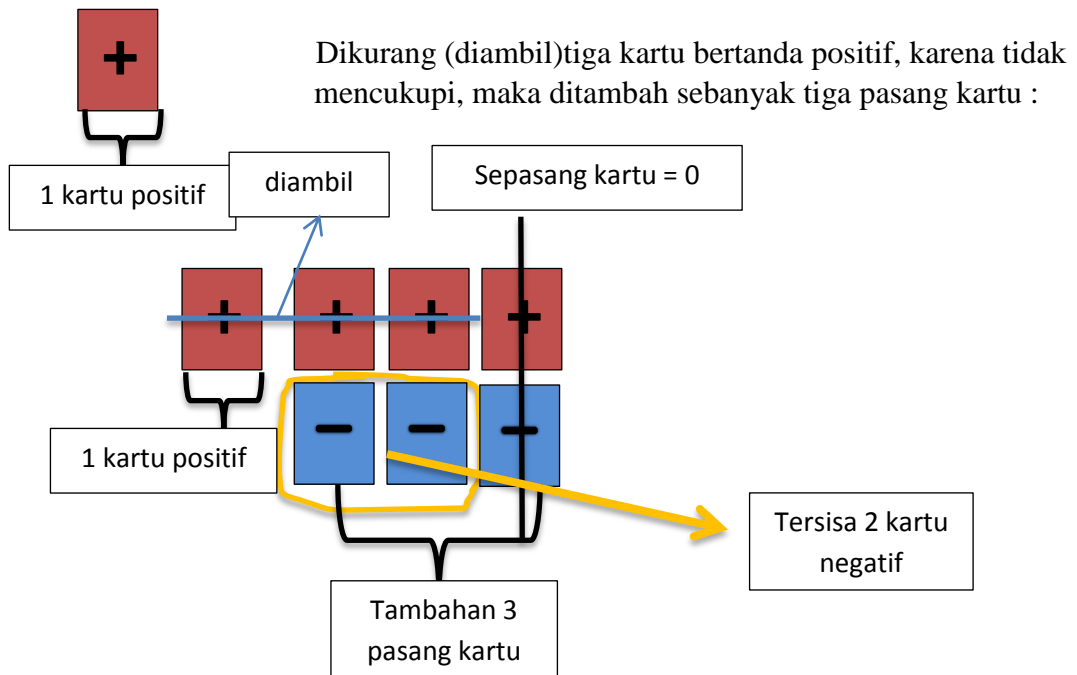 +
Dikurang (diambil)tiga kartu bertanda positif, karena tidak
mencukupi, maka ditambah sebanyak tiga pasang kartu :
1 kartu positif
diambil
Sepasang kartu = 0
+ + + +
− − −
1 kartu positif
Tersisa 2 kartu
negatif
Tambahan 3
pasang kartu